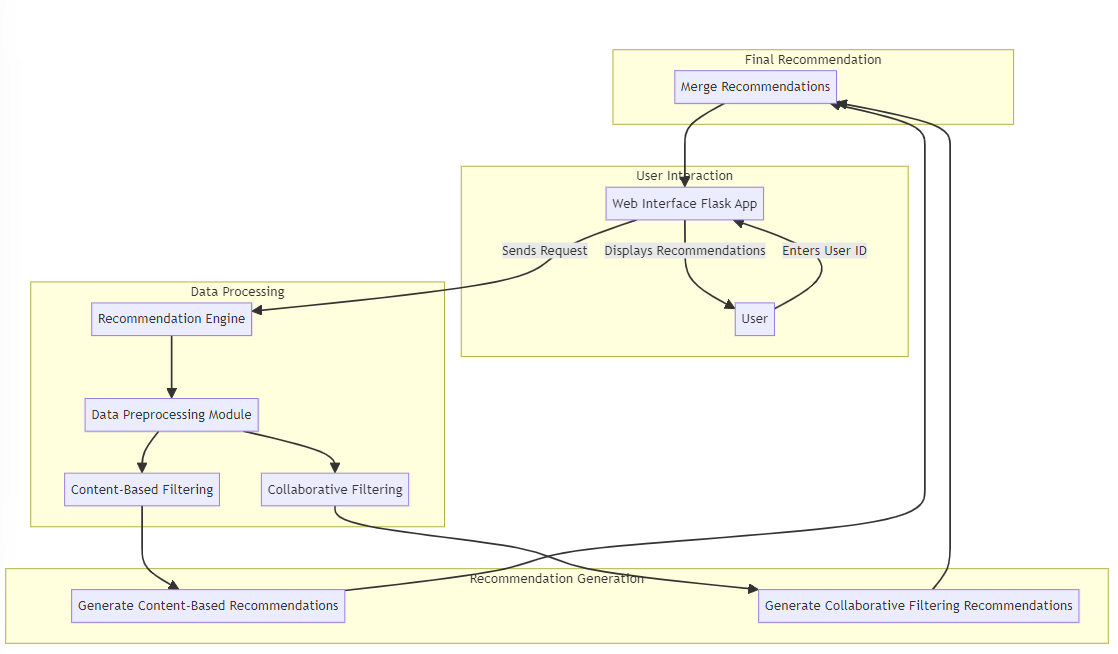 Final Recommendation
Merge Recommendations
User Interaction
Web Interface Flask App
Sends Request
Displays Recommendations
Enters User ID
Data Processing
Recommendation Engine
User
Data Preprocessing Module
Content-Based Filtering
Collaborative Filtering
Recommendation Generation
Generate Content-Based Recommendations
Generate Collaborative Filtering Recommendations